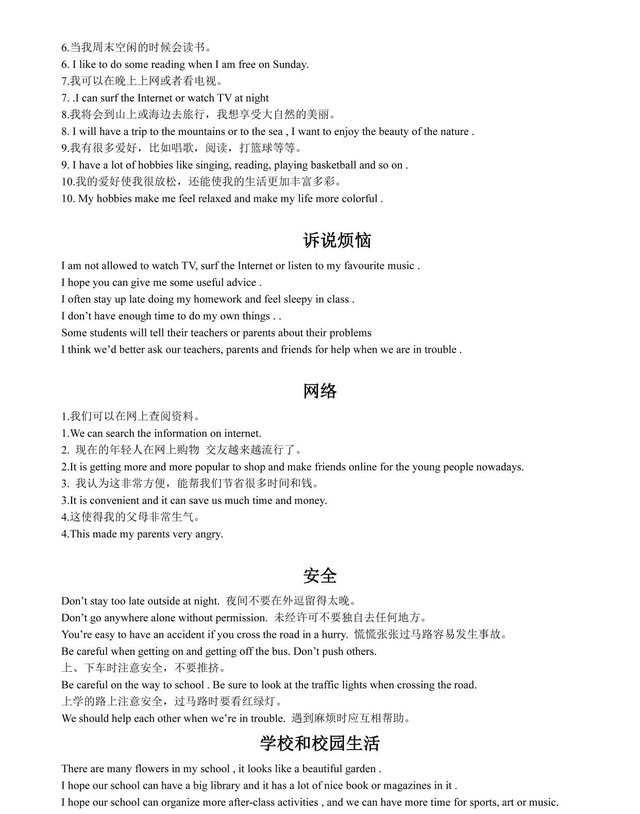 6.当我周末空闲的时候会读书。
6. I like to do some reading when I am free on Sunday.
7.我可以在晚上上网或者看电视。
7. .I can surf the Internet or watch TV at night
8.我将会到山上或海边去旅行，我想享受大自然的美丽。
8. I will have a trip to the mountains or to the sea , I want to enjoy the beauty of the nature .
9.我有很多爱好，比如唱歌，阅读，打篮球等等。
9. I have a lot of hobbies like singing, reading, playing basketball and so on .
10.我的爱好使我很放松，还能使我的生活更加丰富多彩。
10. My hobbies make me feel relaxed and make my life more colorful .
诉说烦恼
I am not allowed to watch TV, surf the Internet or listen to my favourite music .
I hope you can give me some useful advice .
I often stay up late doing my homework and feel sleepy in class .
I don’t have enough time to do my own things . .
Some students will tell their teachers or parents about their problems
I think we’d better ask our teachers, parents and friends for help when we are in trouble .
网络
1.我们可以在网上查阅资料。
1.We can search the information on internet.
2. 现在的年轻人在网上购物 交友越来越流行了。
2.It is getting more and more popular to shop and make friends online for the young people nowadays.
3. 我认为这非常方便，能帮我们节省很多时间和钱。
3.It is convenient and it can save us much time and money.
4.这使得我的父母非常生气。
4.This made my parents very angry.
安全
Don’t stay too late outside at night. 夜间不要在外逗留得太晚。
Don’t go anywhere alone without permission. 未经许可不要独自去任何地方。
You’re easy to have an accident if you cross the road in a hurry. 慌慌张张过马路容易发生事故。
Be careful when getting on and getting off the bus. Don’t push others.
上、下车时注意安全，不要推挤。
Be careful on the way to school . Be sure to look at the traffic lights when crossing the road.
上学的路上注意安全，过马路时要看红绿灯。
We should help each other when we’re in trouble. 遇到麻烦时应互相帮助。
学校和校园生活
There are many flowers in my school , it looks like a beautiful garden .
I hope our school can have a big library and it has a lot of nice book or magazines in it .
I hope our school can organize more after-class activities , and we can have more time for sports, art or music.